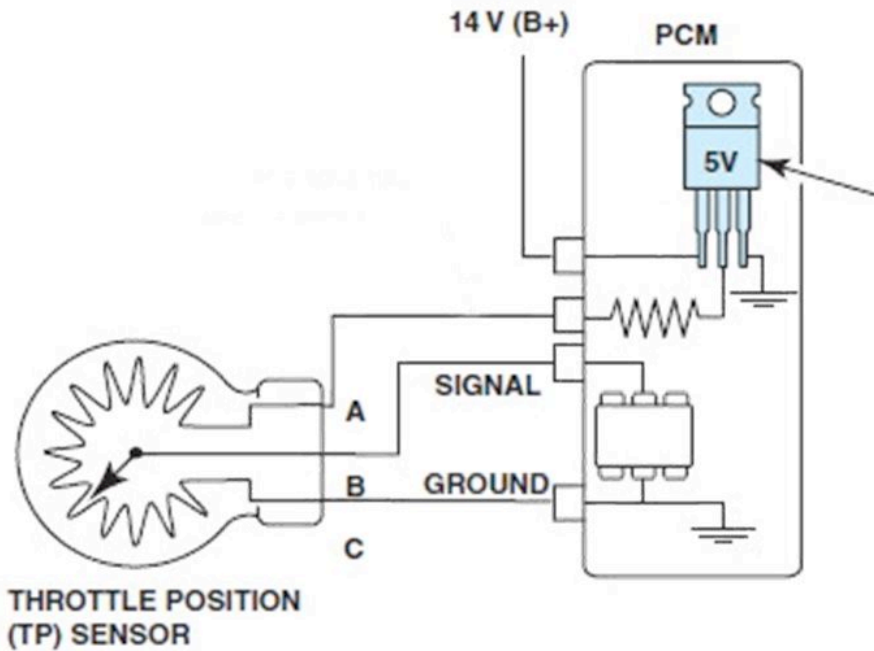 14 V (B+)
PCM
5V
SIGNAL
A
B
GROUND
C
THROTTLE POSITION
(TP) SENSOR